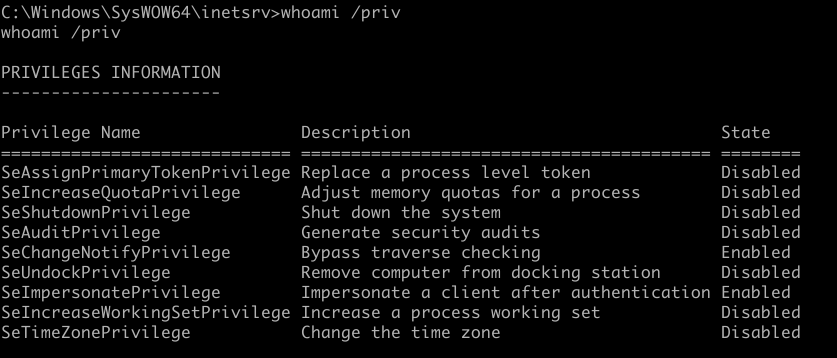 C:\Windows\SysWOW64\inetsrv>whoami /priv
whoami /priv

PRIVILEGES INFORMATION
----------------------

Privilege Name                Description                               State
============================= ========================================= ========
SeAssignPrimaryTokenPrivilege Replace a process level token             Disabled
SeIncreaseQuotaPrivilege      Adjust memory quotas for a process        Disabled
SeShutdownPrivilege           Shut down the system                      Disabled
SeAuditPrivilege              Generate security audits                  Disabled
SeChangeNotifyPrivilege       Bypass traverse checking                  Enabled
SeUndockPrivilege             Remove computer from docking station      Disabled
SeImpersonatePrivilege        Impersonate a client after authentication Enabled
SeIncreaseWorkingSetPrivilege Increase a process working set            Disabled
SeTimeZonePrivilege           Change the time zone                      Disabled